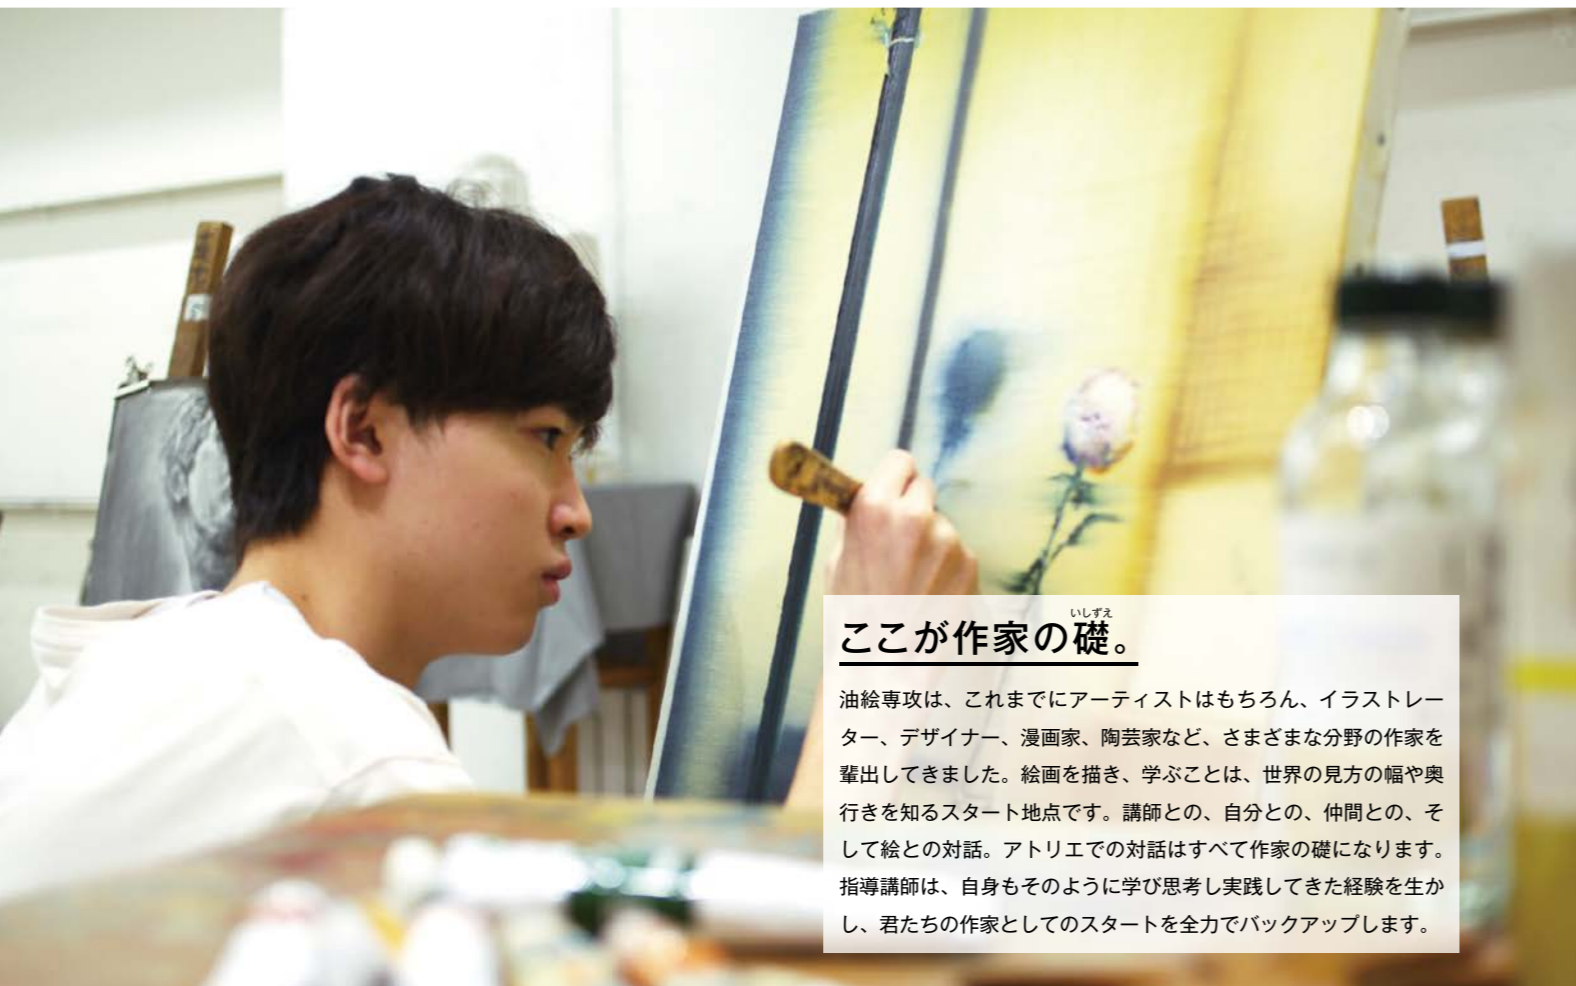 いしずえ
ここが作家の礎。
油絵専攻は、これまでにアーティストはもちろん、イラストレー
ター、デザイナー、漫画家、陶芸家など、さまざまな分野の作家を
輩出してきました。絵画を描き、学ぶことは、世界の見方の幅や奥
行きを知るスタート地点です。講師との、自分との、仲間との、そ
して絵との対話。アトリエでの対話はすべて作家の礎になります。
指導講師は、自身もそのように学び思考し実践してきた経験を生か
し、君たちの作家としてのスタートを全力でバックアップします。